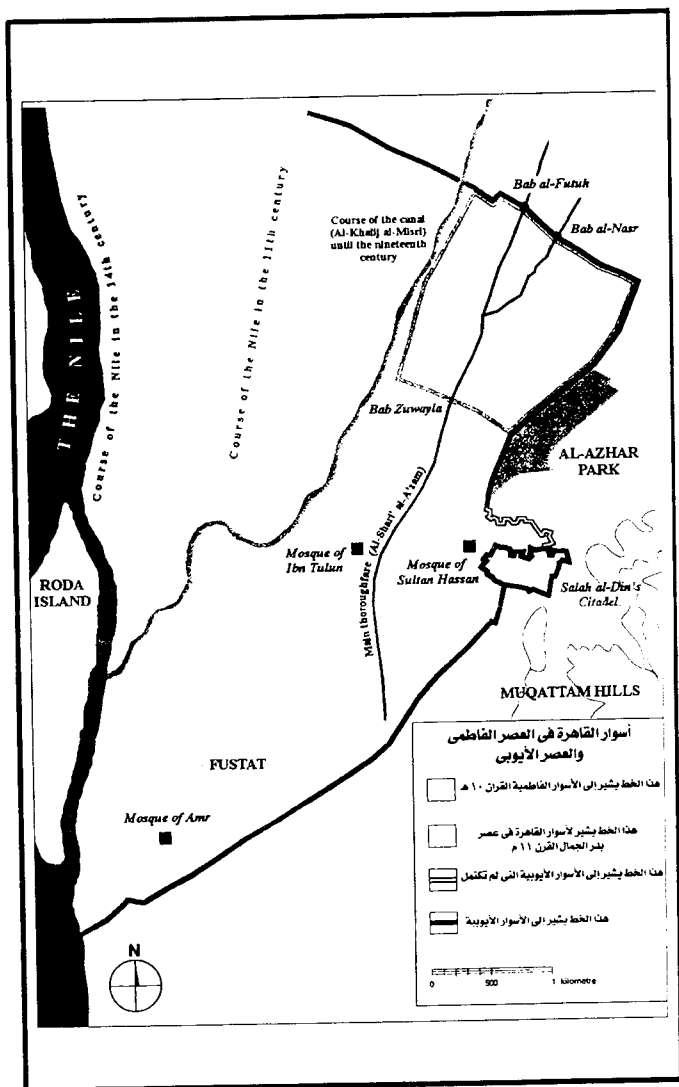 Bab al-Futuh
Bab al-Nasr
Course of the canal
(Al-Khalij al-Misri)
until the nineteenth
century
THE NILE
Course of the Nile in the 14th century
Course of the Nile in the 11th century
Bab Zuwayla
AL-AZHAR
PARK
Main thoroughfare (Al-Shari' al-A'zam)
Mosque of
Ibn Tulun
Mosque of
Sultan Hassan
Salah al-Din's
Citadel
RODA
ISLAND
MUQATTAM HILLS
FUSTAT
Mosque of Amr
N
أسوار القاهرة فى العصر الفاطمى
والعصر الأيوبى
هذا الخط يشير إلى الأسوار الفاطمية القران ١٠ هـ
هذا الخط يشير لأسوار القاهرة فى عصر
بدر الجمال القرن ١١ م
هذا الخط يشير إلى الأسوار الأيوبية التى لم تكتمل
هذا الخط يشير إلى الأسوار الأيوبية
0 500 1 kilometre